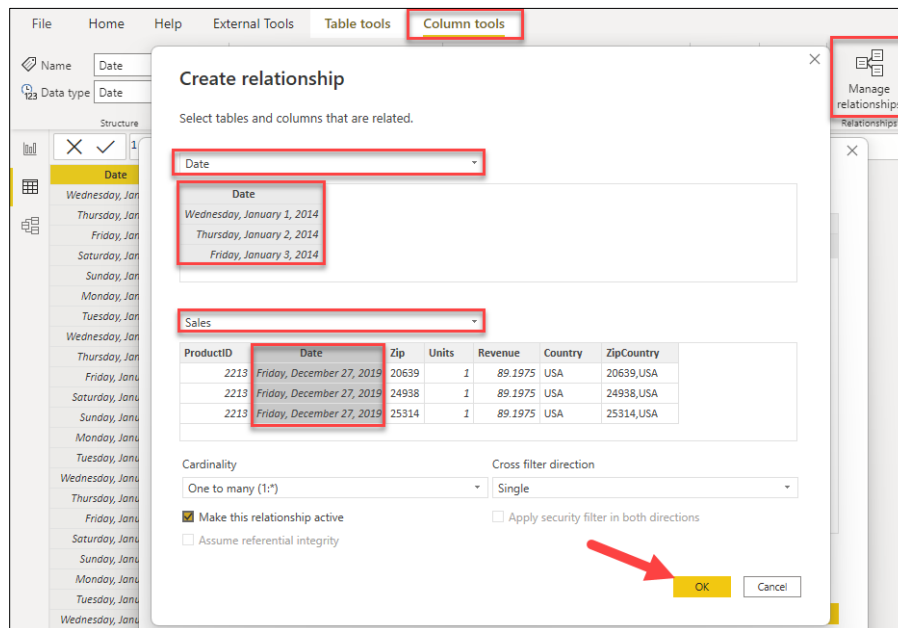 File Home Help External Tools Table tools Column tools
Name Date
Data type Date
Structure
Manage
relationships
Relationships
Create relationship
Select tables and columns that are related.
Date
Date
Wednesday, January 1, 2014
Thursday, January 2, 2014
Friday, January 3, 2014
Sales
ProductID Date Zip Units Revenue Country ZipCountry
2213 Friday, December 27, 2019 20639 1 89.1975 USA 20639,USA
2213 Friday, December 27, 2019 24938 1 89.1975 USA 24938,USA
2213 Friday, December 27, 2019 25314 1 89.1975 USA 25314,USA
Cardinality Cross filter direction
One to many (1:*) Single
Make this relationship active Apply security filter in both directions
Assume referential integrity
OK Cancel
1
Date
Wednesday, Jan
Thursday, Jan
Friday, Jan
Saturday, Jan
Sunday, Jan
Monday, Jan
Tuesday, Jan
Wednesday, Jan
Thursday, Jan
Friday, Janu
Saturday, Janu
Sunday, Janu
Monday, Janu
Tuesday, Janu
Wednesday, Janu
Thursday, Janu
Friday, Janu
Saturday, Janu
Sunday, Janu
Monday, Janu
Tuesday, Janu
Wednesday, Janu